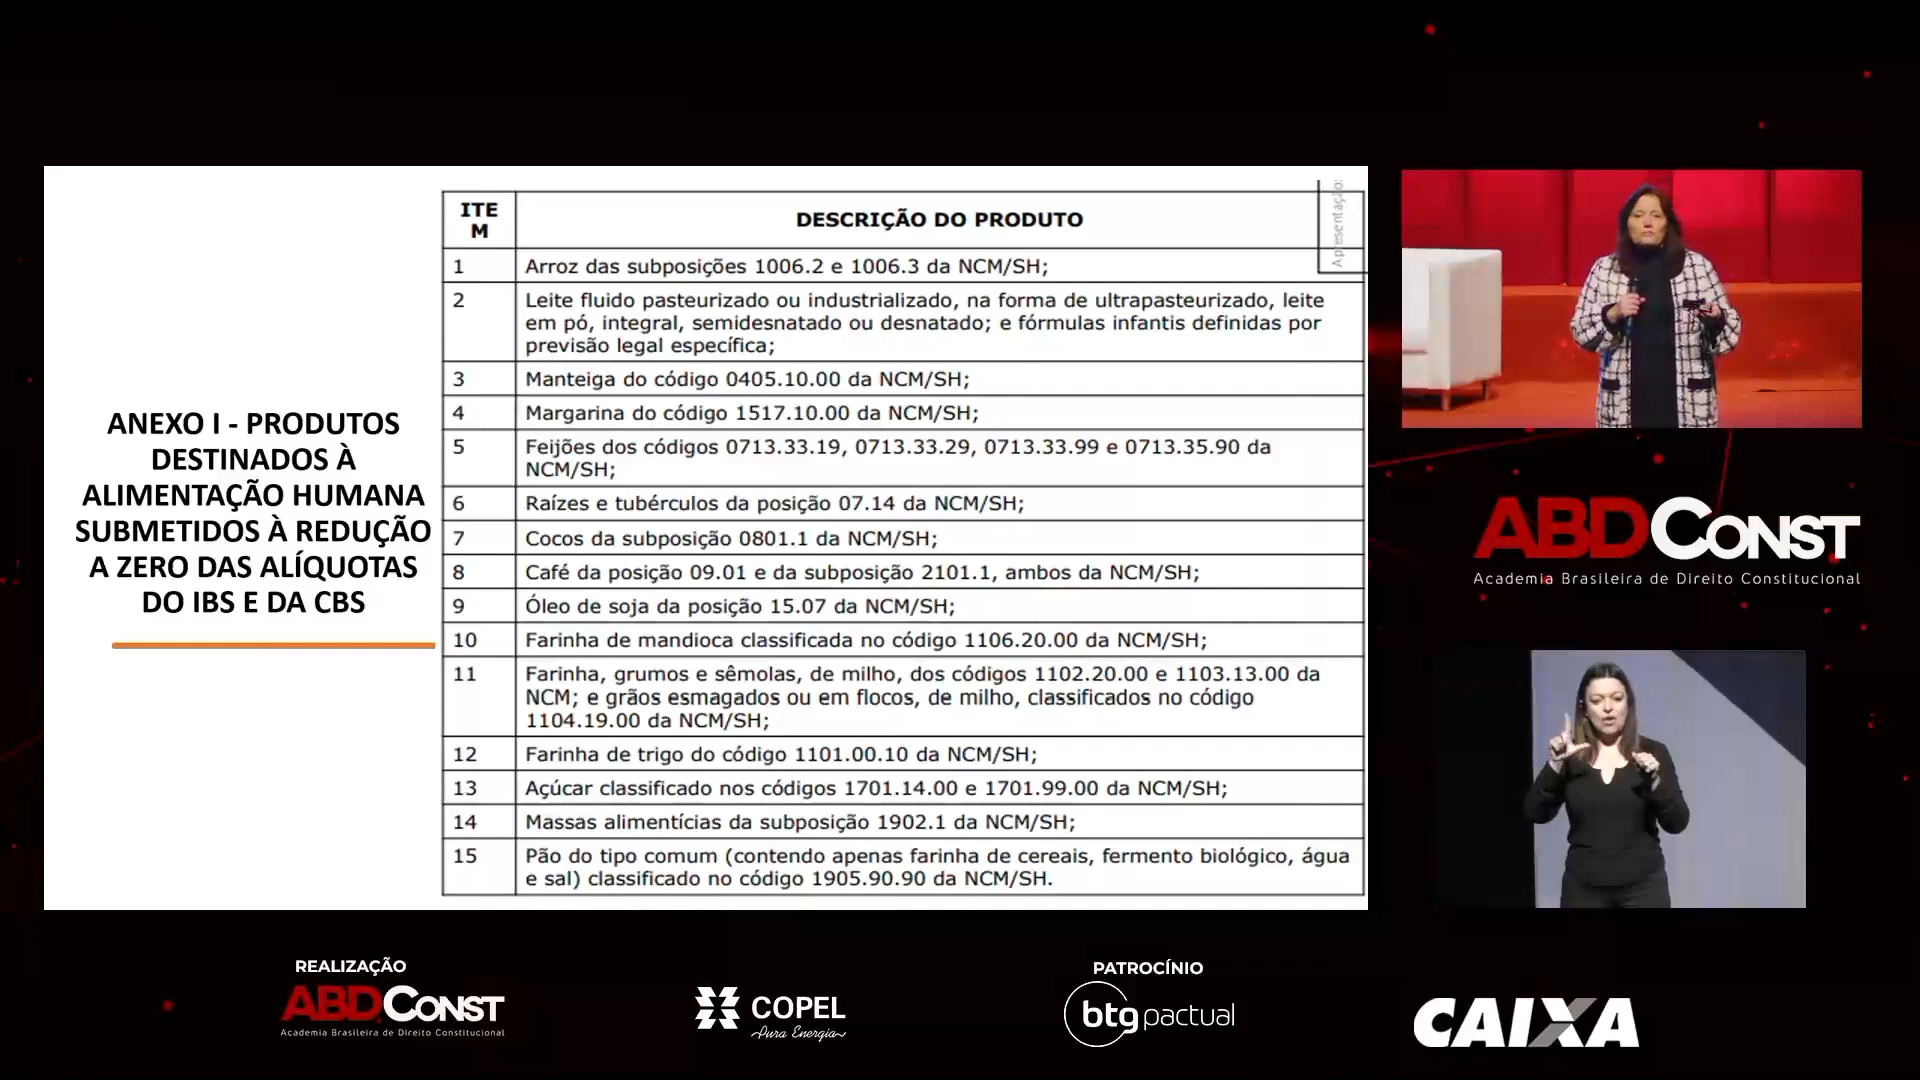 ANEXO I - PRODUTOS
DESTINADOS À
ALIMENTAÇÃO HUMANA
SUBMETIDOS À REDUÇÃO
A ZERO DAS ALÍQUOTAS
DO IBS E DA CBS
ITE
M
DESCRIÇÃO DO PRODUTO
Apresentação:
1 Arroz das subposições 1006.2 e 1006.3 da NCM/SH;
2 Leite fluido pasteurizado ou industrializado, na forma de ultrapasteurizado, leite
em pó, integral, semidesnatado ou desnatado; e fórmulas infantis definidas por
previsão legal específica;
3 Manteiga do código 0405.10.00 da NCM/SH;
4 Margarina do código 1517.10.00 da NCM/SH;
5 Feijões dos códigos 0713.33.19, 0713.33.29, 0713.33.99 e 0713.35.90 da
NCM/SH;
6 Raízes e tubérculos da posição 07.14 da NCM/SH;
7 Cocos da subposição 0801.1 da NCM/SH;
8 Café da posição 09.01 e da subposição 2101.1, ambos da NCM/SH;
9 Óleo de soja da posição 15.07 da NCM/SH;
10 Farinha de mandioca classificada no código 1106.20.00 da NCM/SH;
11 Farinha, grumos e sêmolas, de milho, dos códigos 1102.20.00 e 1103.13.00 da
NCM; e grãos esmagados ou em flocos, de milho, classificados no código
1104.19.00 da NCM/SH;
12 Farinha de trigo do código 1101.00.10 da NCM/SH;
13 Açúcar classificado nos códigos 1701.14.00 e 1701.99.00 da NCM/SH;
14 Massas alimentícias da subposição 1902.1 da NCM/SH;
15 Pão do tipo comum (contendo apenas farinha de cereais, fermento biológico, água
e sal) classificado no código 1905.90.90 da NCM/SH.
ABDCONST
Academia Brasileira de Direito Constitucional
REALIZAÇÃO
ABDCONST
Academia Brasileira de Direito Constitucional
COPEL
Pura Energia
PATROCÍNIO
btgpactual
CAIXA